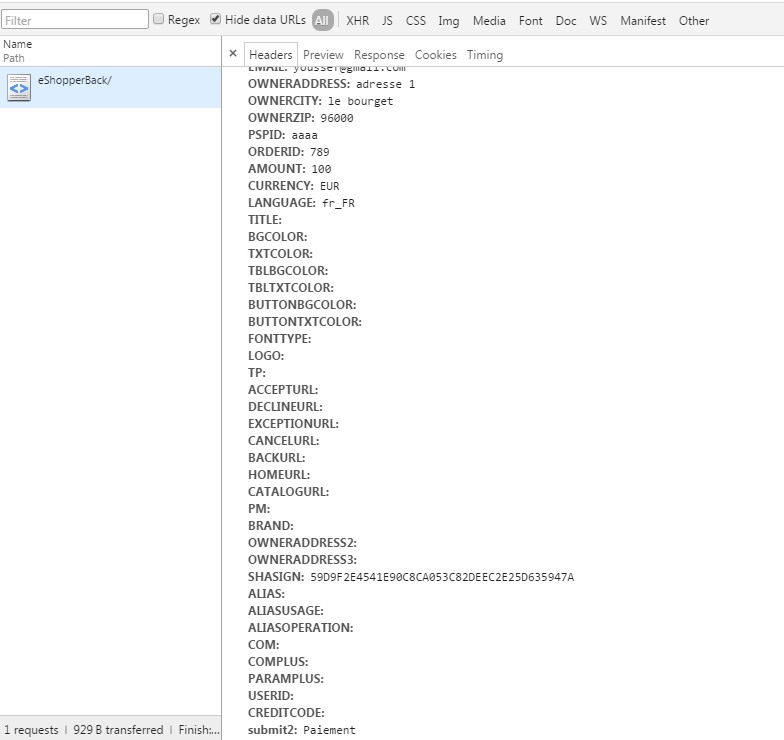 Filter Regex Hide data URLs All XHR JS CSS Img Media Font Doc WS Manifest Other
Name
Path
eShopperBack/
× Headers Preview Response Cookies Timing
EMAIL: youssef@gmail.com
OWNERADDRESS: adresse 1
OWNERCITY: le bourget
OWNERZIP: 96000
PSPID: aaaa
ORDERID: 789
AMOUNT: 100
CURRENCY: EUR
LANGUAGE: fr_FR
TITLE:
BGCOLOR:
TXTCOLOR:
TBLBGCOLOR:
TBLTXTCOLOR:
BUTTONBGCOLOR:
BUTTONTXTCOLOR:
FONTTYPE:
LOGO:
TP:
ACCEPTURL:
DECLINEURL:
EXCEPTIONURL:
CANCELURL:
BACKURL:
HOMEURL:
CATALOGURL:
PM:
BRAND:
OWNERADDRESS2:
OWNERADDRESS3:
SHASIGN: 59D9F2E4541E90C8CA053C82DEEC2E25D635947A
ALIAS:
ALIASUSAGE:
ALIASOPERATION:
COM:
COMPLUS:
PARAMPLUS:
USERID:
CREDITCODE:
submit2: Paiement
1 requests | 929 B transferred | Finish:...